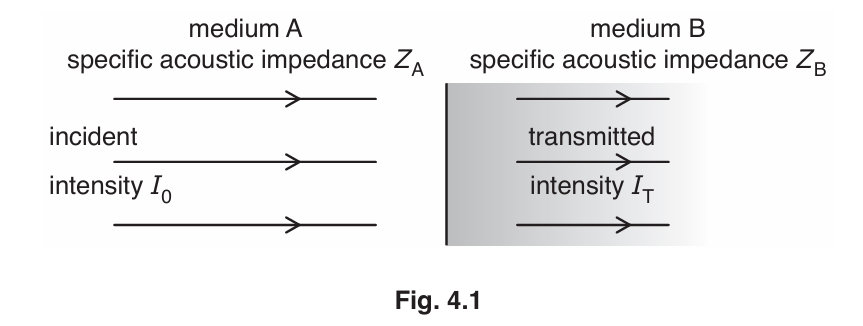 medium A
specific acoustic impedance Z_A
medium B
specific acoustic impedance Z_B
incident
intensity I_0
transmitted
intensity I_T
Fig. 4.1